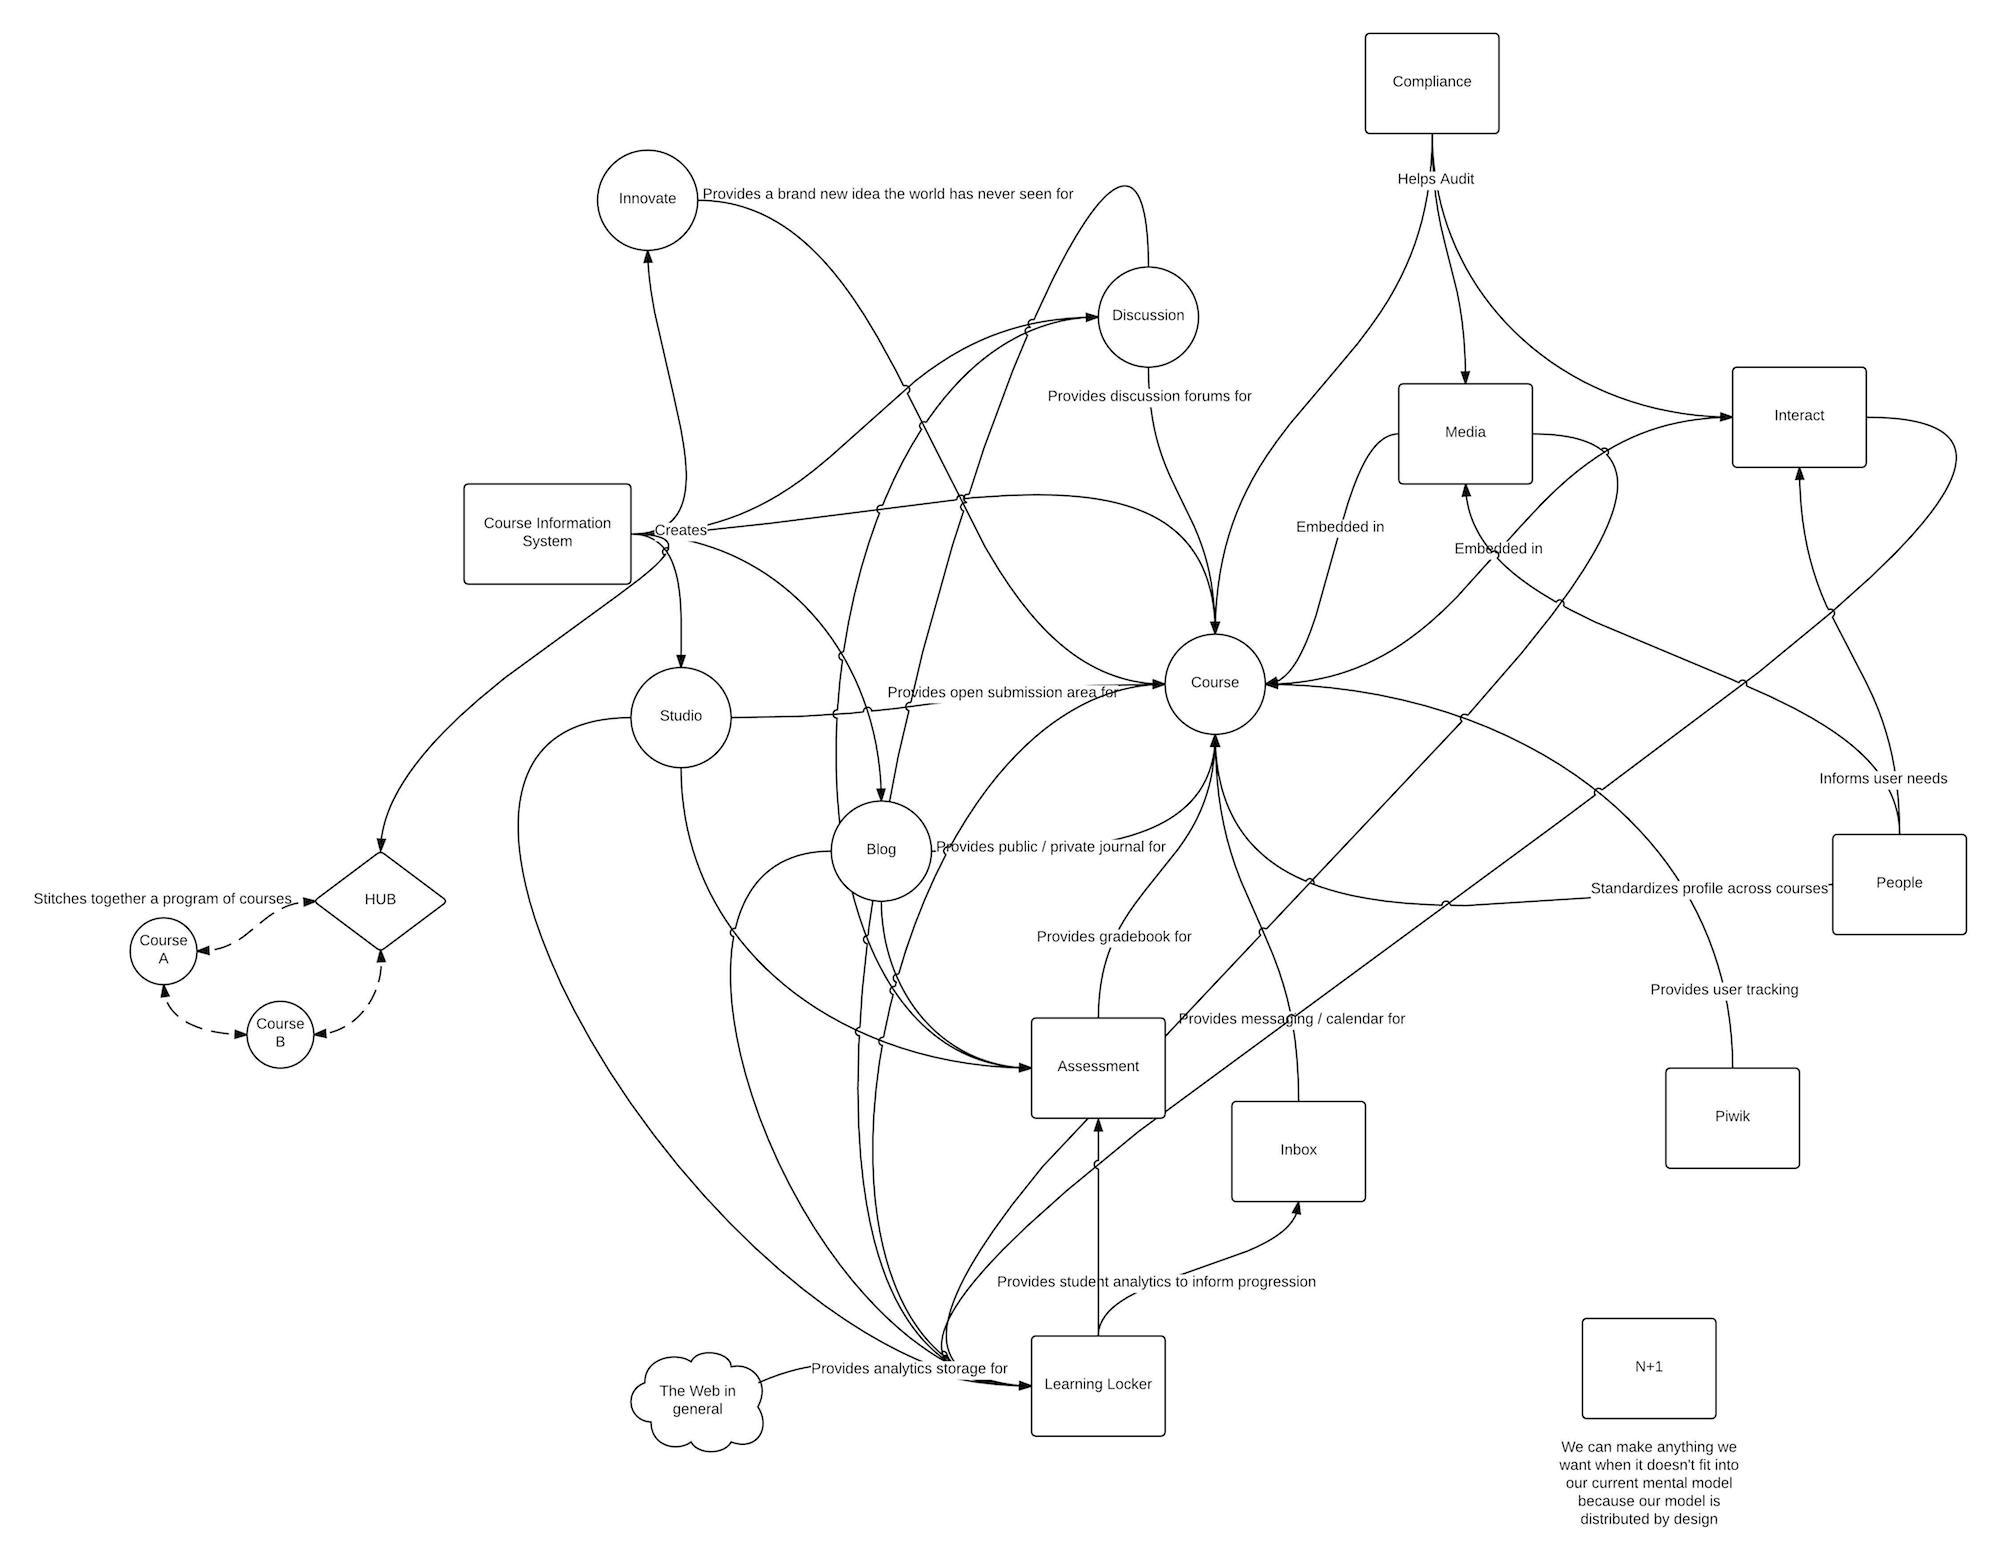 Compliance
Helps Audit
Innovate
Provides a brand new idea the world has never seen for
Discussion
Provides discussion forums for
Media
Interact
Course Information
System
Creates
Embedded in
Embedded in
Course
Studio
Provides open submission area for
Informs user needs
Blog
Provides public / private journal for
People
Standardizes profile across courses
Stitches together a program of courses
HUB
Course
A
Course
B
Provides gradebook for
Provides user tracking
Provides messaging / calendar for
Assessment
Piwik
Inbox
Provides student analytics to inform progression
The Web in
general
Provides analytics storage for
Learning Locker
N+1
We can make anything we
want when it doesn't fit into
our current mental model
because our model is
distributed by design